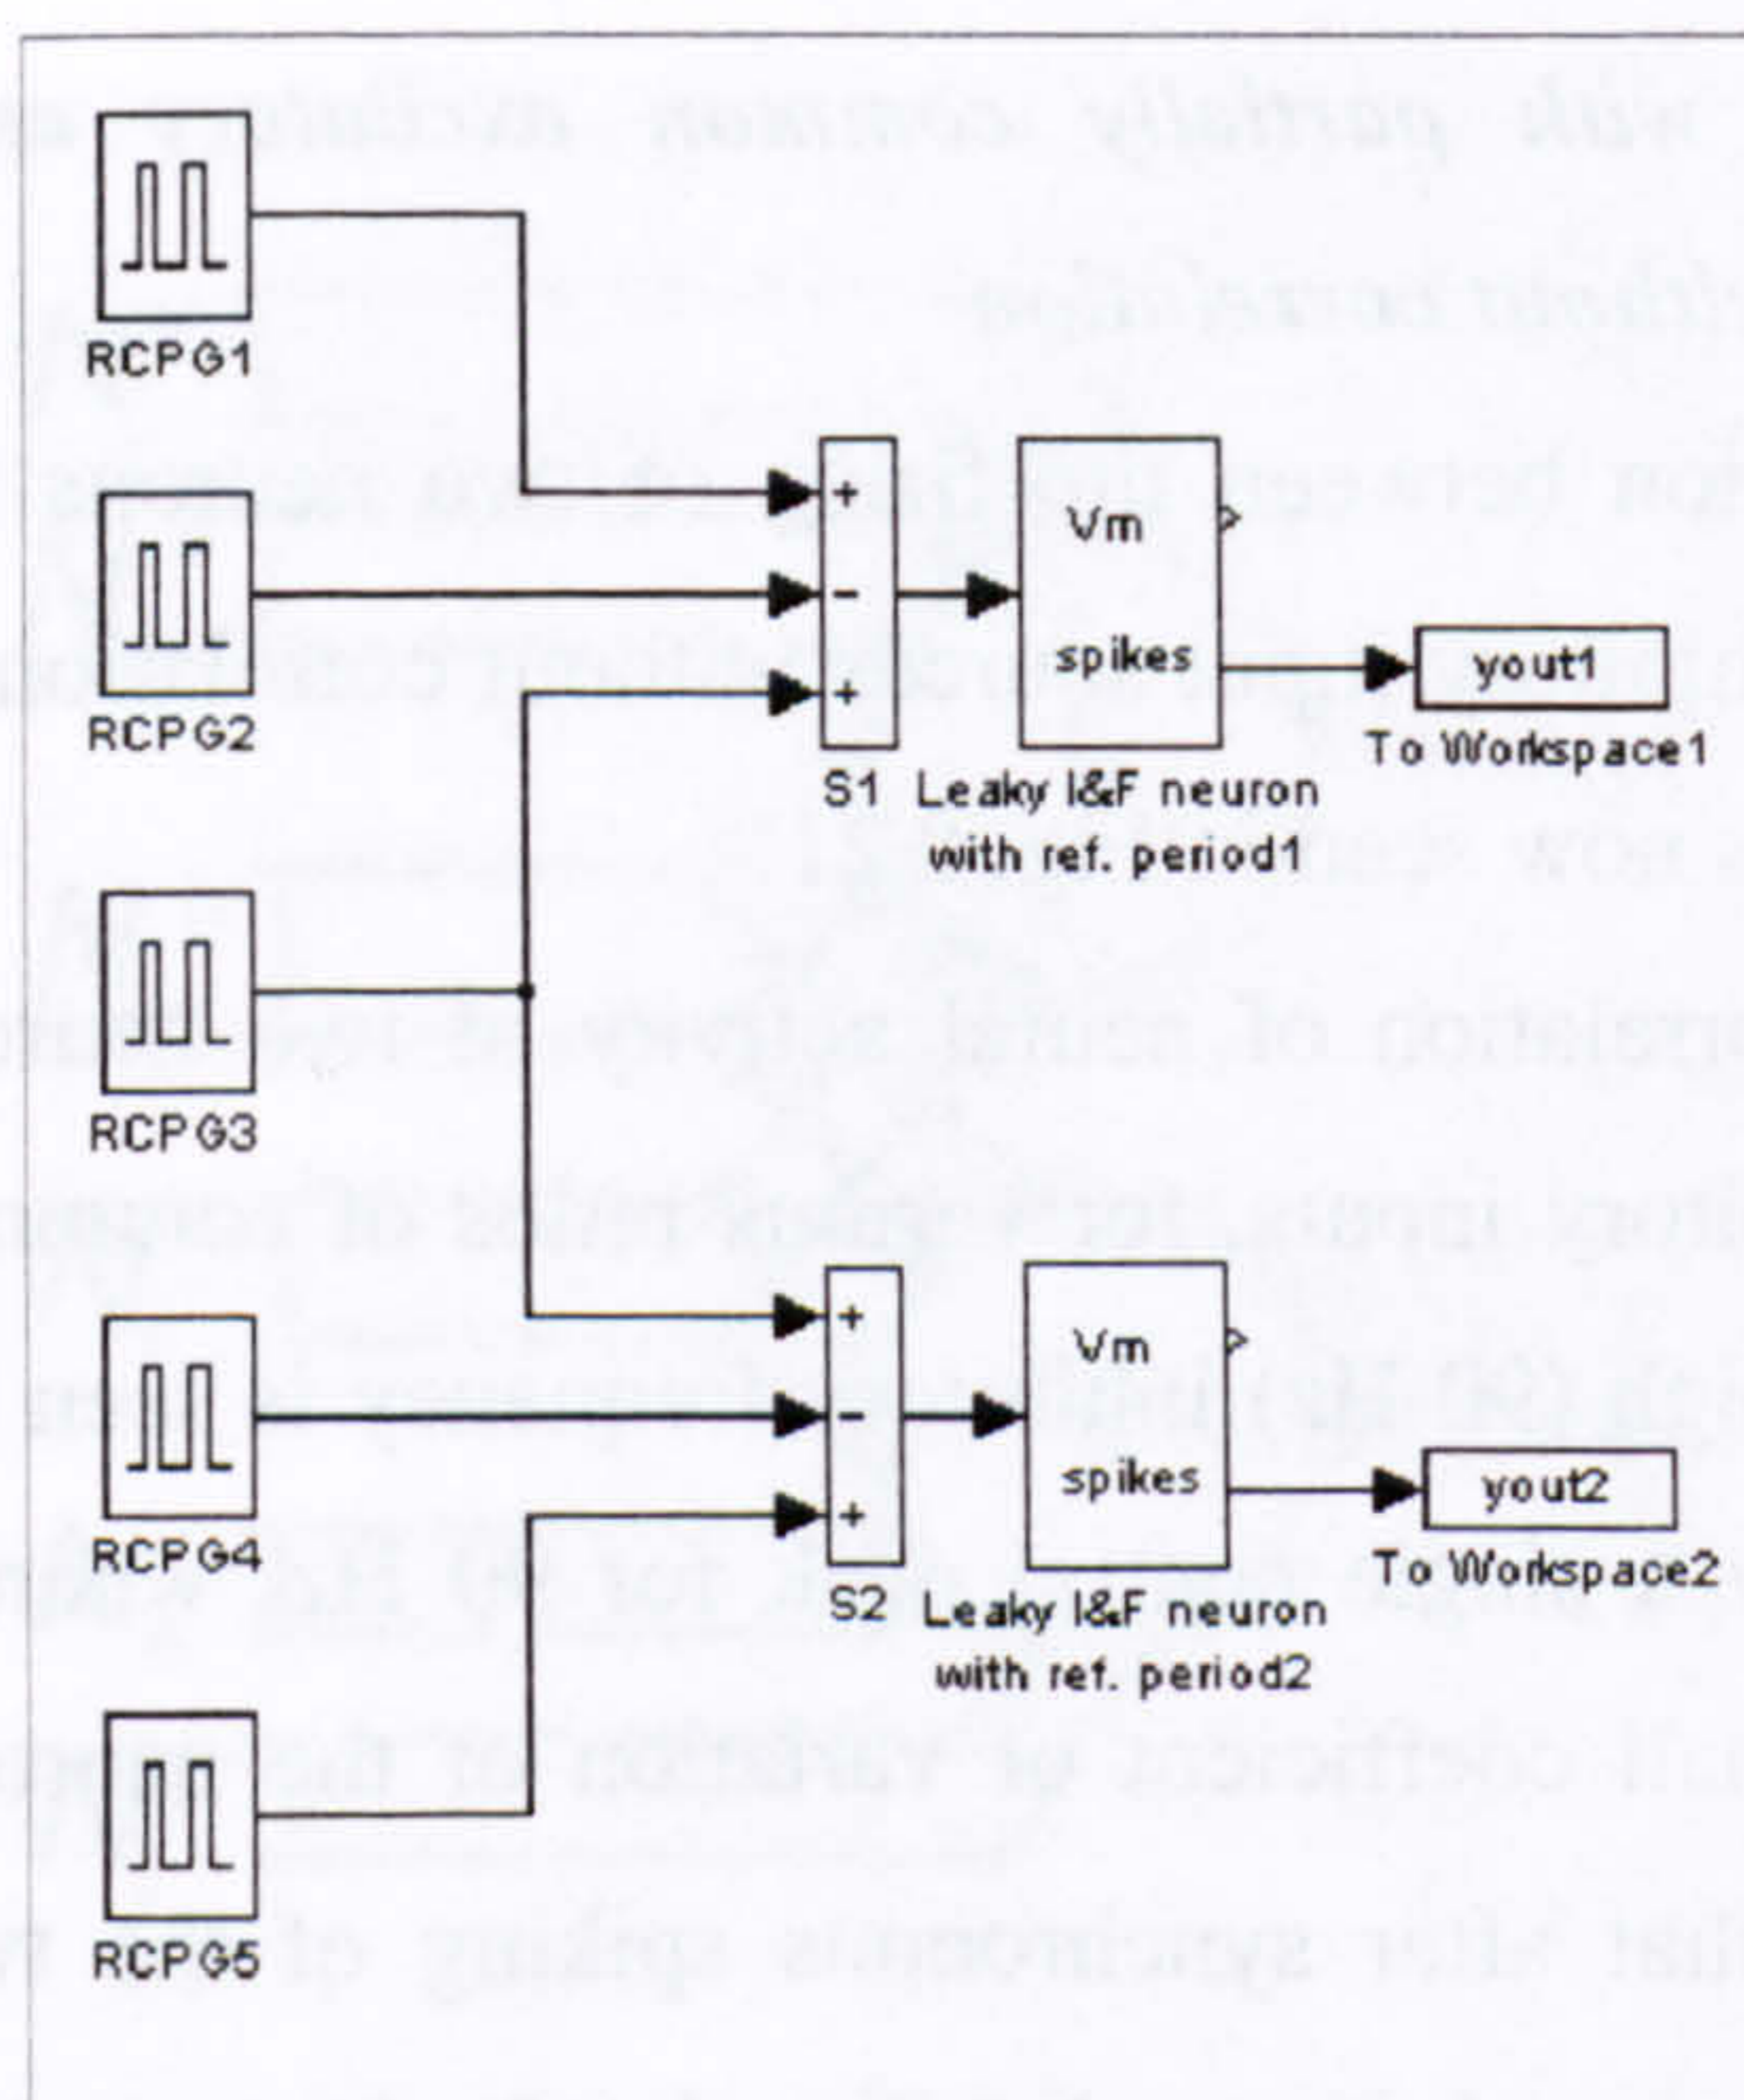 RCPG1
RCPG2
RCPG3
RCPG4
RCPG5
+
-
+
S1
Vm
spikes
Leaky I&F neuron
with ref. period1
yout1
To Workspace1
+
-
+
S2
Vm
spikes
Leaky I&F neuron
with ref. period2
yout2
To Workspace2